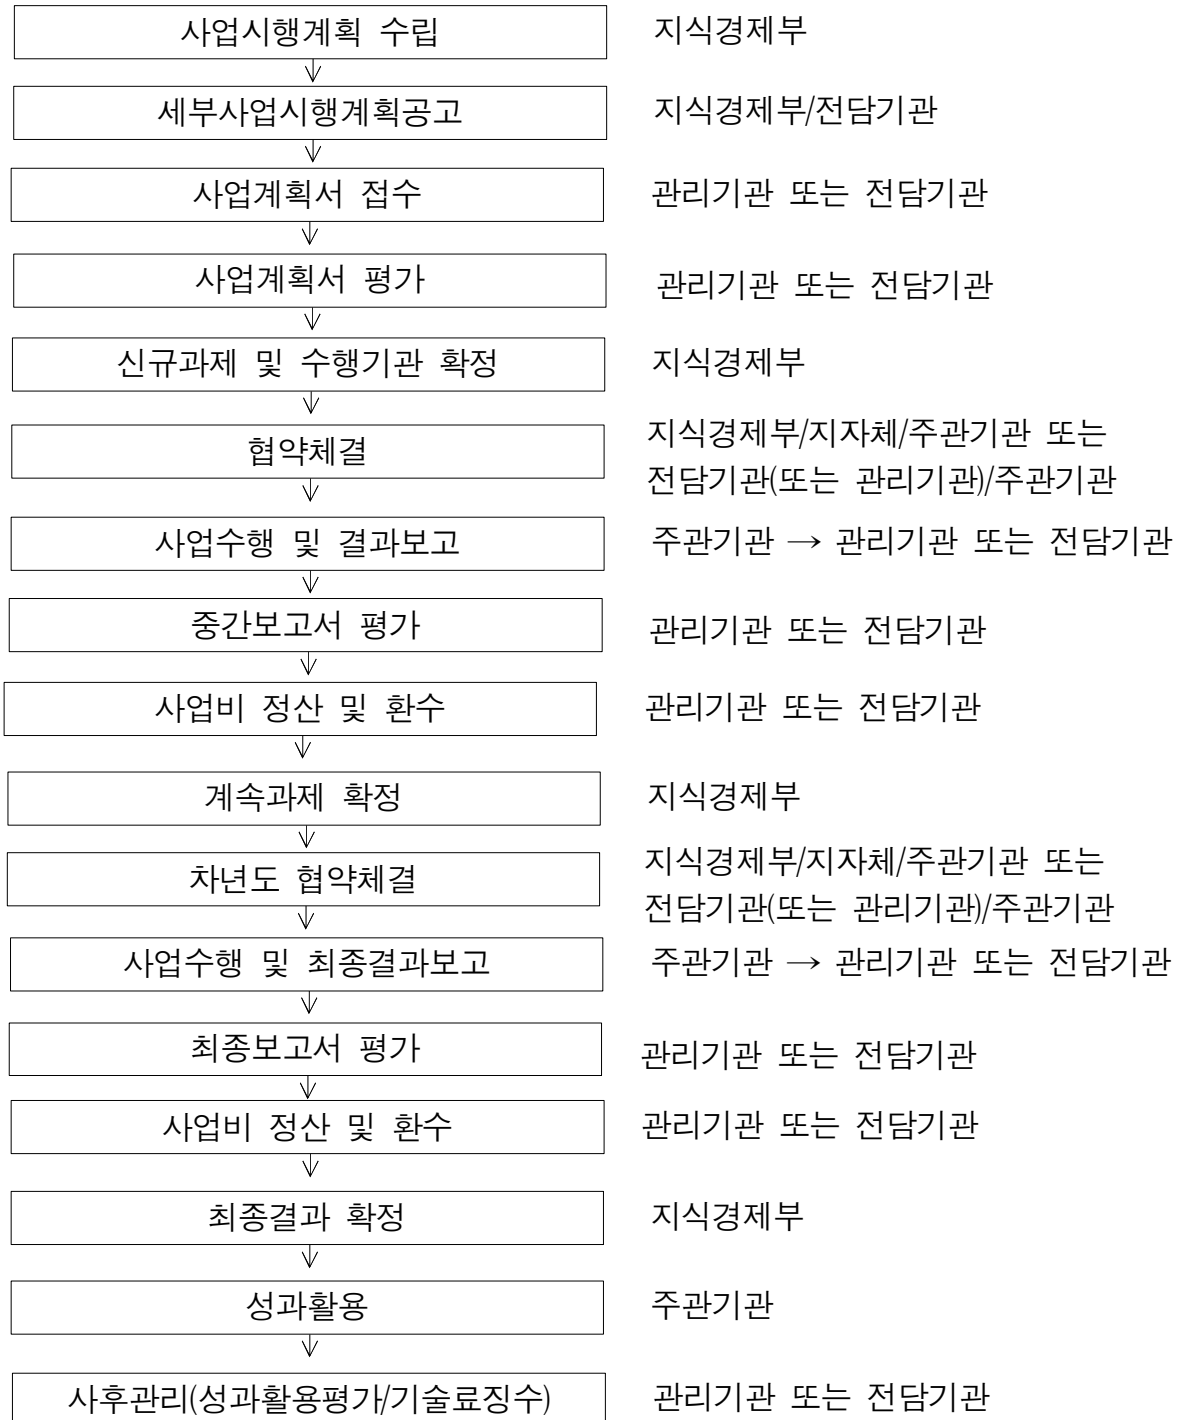 사업시행계획 수립 지식경제부
세부사업시행계획공고 지식경제부/전담기관
사업계획서 접수 관리기관 또는 전담기관
사업계획서 평가 관리기관 또는 전담기관
신규과제 및 수행기관 확정 지식경제부
협약체결 지식경제부/지자체/주관기관 또는
전담기관(또는 관리기관)/주관기관
사업수행 및 결과보고 주관기관 → 관리기관 또는 전담기관
중간보고서 평가 관리기관 또는 전담기관
사업비 정산 및 환수 관리기관 또는 전담기관
계속과제 확정 지식경제부
차년도 협약체결 지식경제부/지자체/주관기관 또는
전담기관(또는 관리기관)/주관기관
사업수행 및 최종결과보고 주관기관 → 관리기관 또는 전담기관
최종보고서 평가 관리기관 또는 전담기관
사업비 정산 및 환수 관리기관 또는 전담기관
최종결과 확정 지식경제부
성과활용 주관기관
사후관리(성과활용평가/기술료징수) 관리기관 또는 전담기관